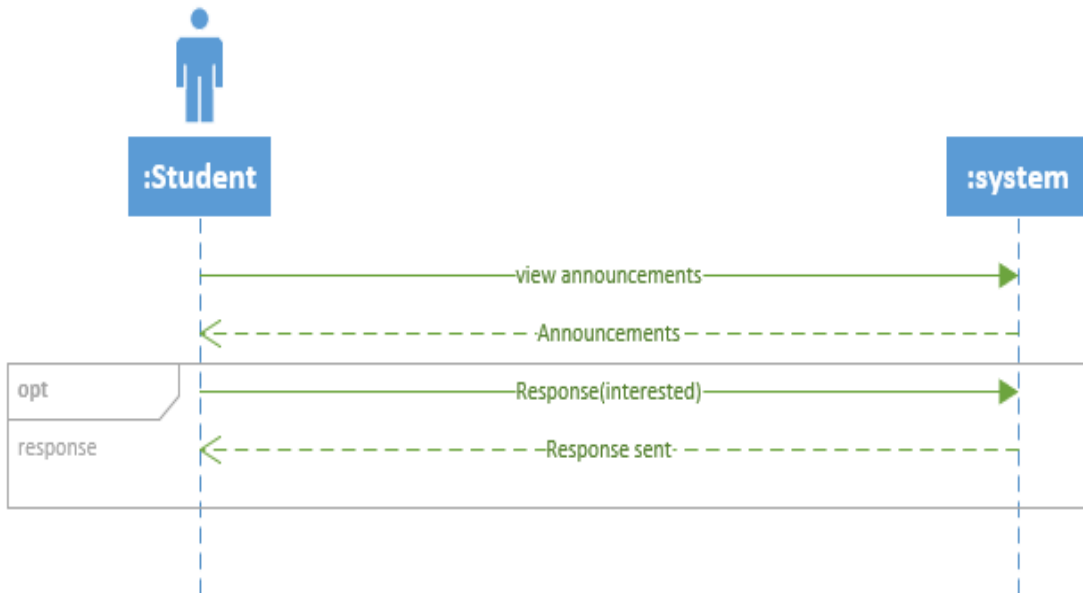 :Student
:system
view announcements
Announcements
opt
Response(interested)
response
Response sent